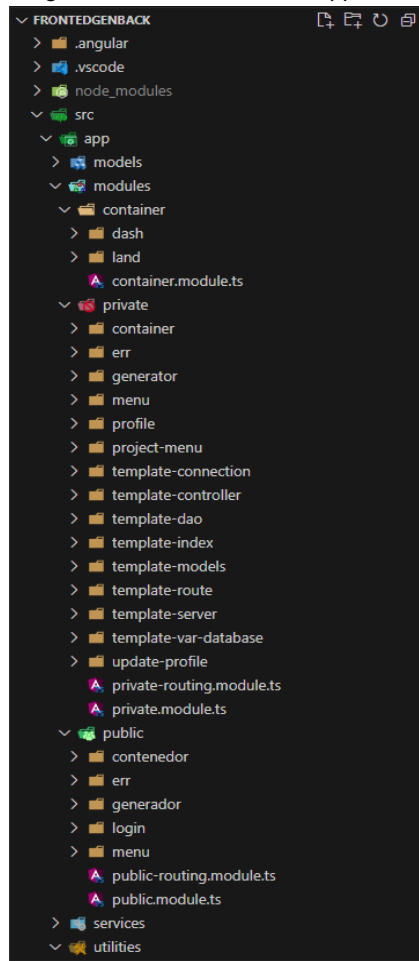 FRONTEDGENBACK
.angular
.vscode
node_modules
src
app
models
modules
container
dash
land
container.module.ts
private
container
err
generator
menu
profile
project-menu
template-connection
template-controller
template-dao
template-index
template-models
template-route
template-server
template-var-database
update-profile
private-routing.module.ts
private.module.ts
public
contenedor
err
generador
login
menu
public-routing.module.ts
public.module.ts
services
utilities